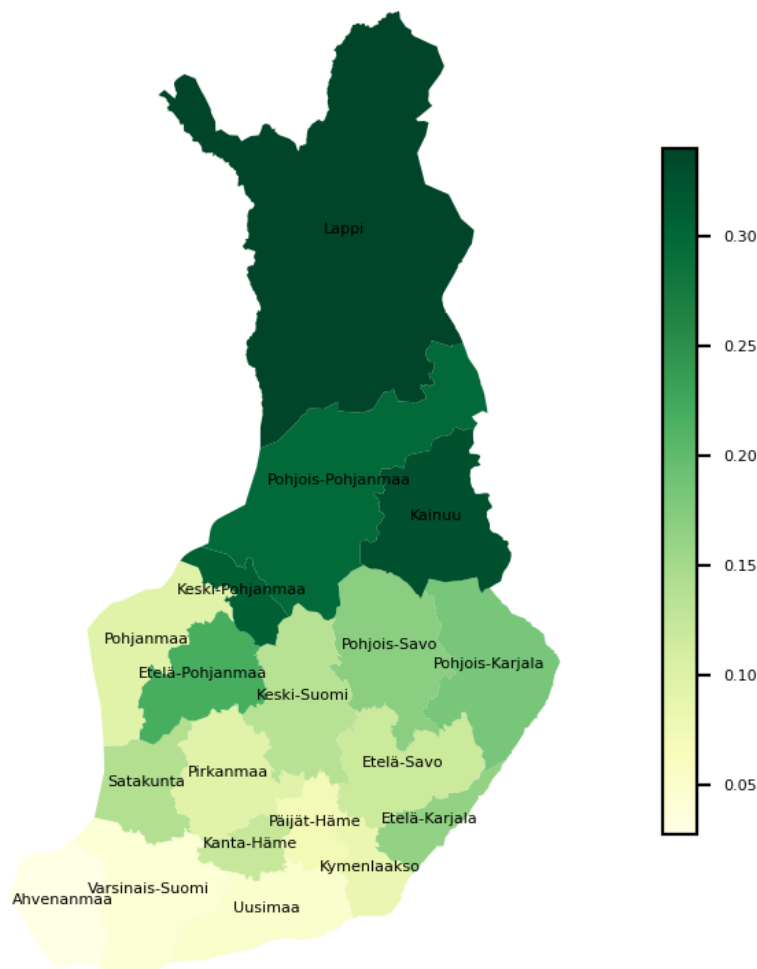 Lappi
0.30
0.25
Pohjois-Pohjanmaa
0.20
Kainuu
0.15
Keski-Pohjanmaa
Pohjanmaa
Pohjois-Savo
Pohjois-Karjala
Etelä-Pohjanmaa
0.10
Keski-Suomi
Etelä-Savo
Pirkanmaa
Satakunta
0.05
Päijät-Häme
Etelä-Karjala
Kanta-Häme
Kymenlaakso
Varsinais-Suomi
Ahvenanmaa
Uusimaa